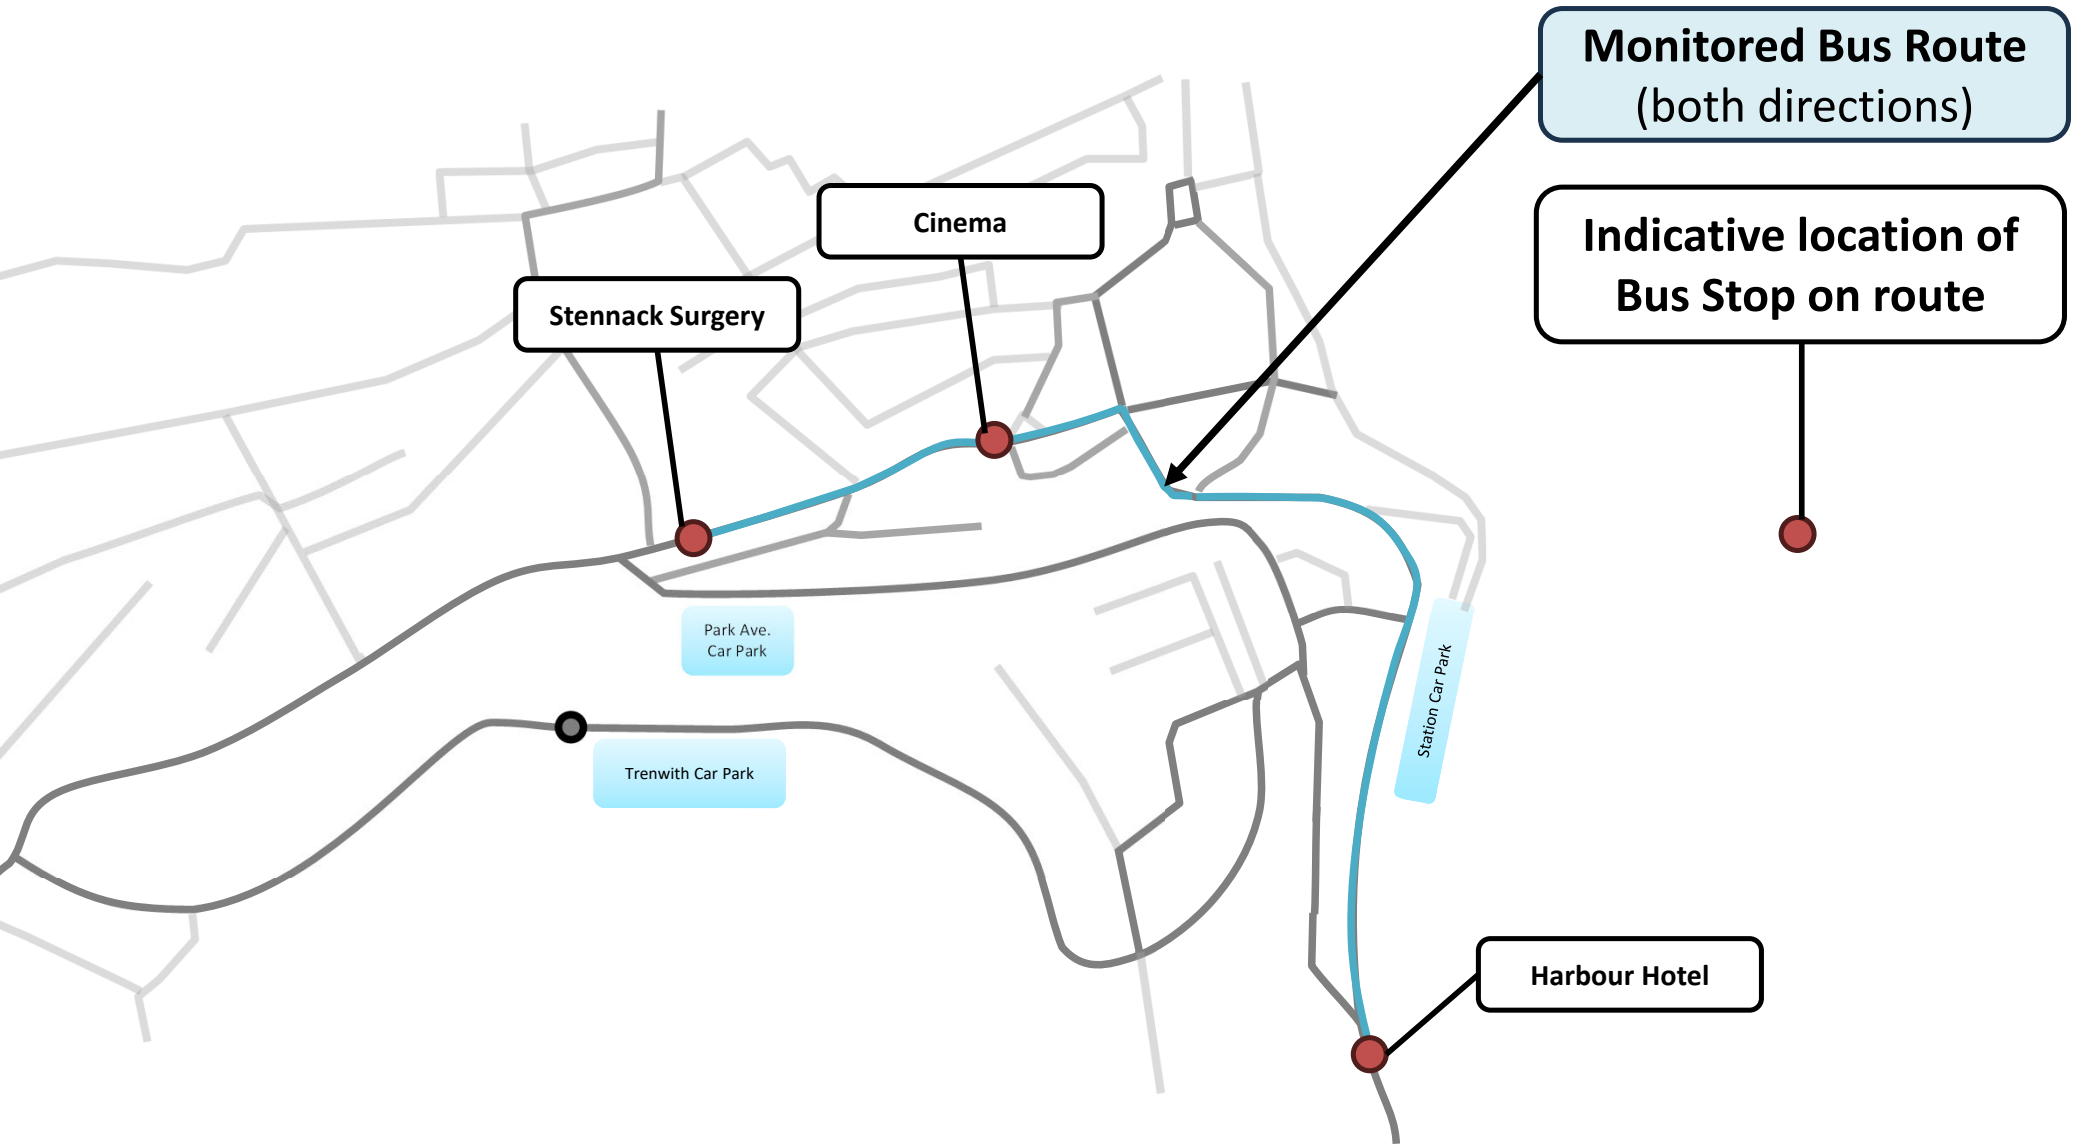 Monitored Bus Route
(both directions)
Indicative location of
Bus Stop on route
Cinema
Stennack Surgery
Park Ave.
Car Park
Station Car Park
Trenwith Car Park
Harbour Hotel